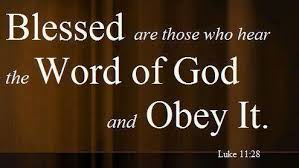 Blessed are those who hear
the Word of God
and Obey It.
Luke 11:28